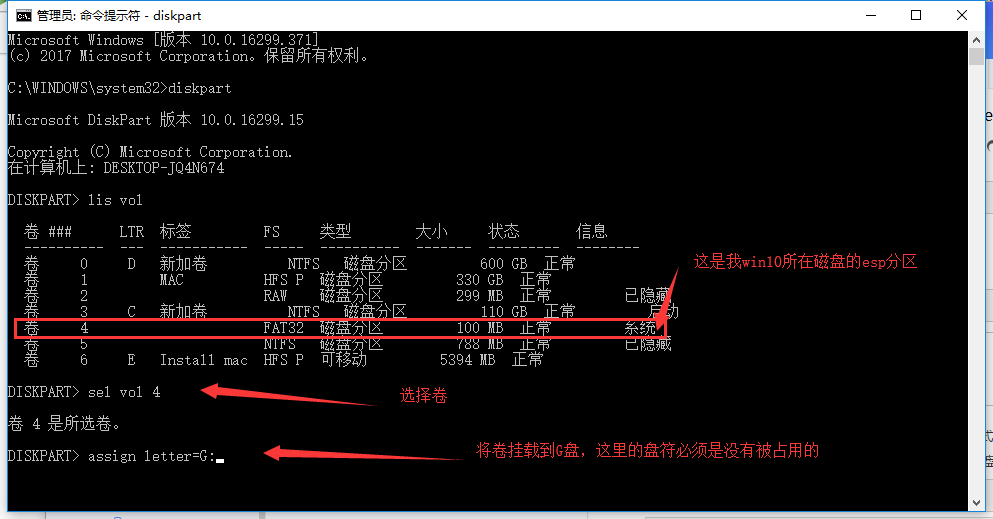 管理员: 命令提示符 - diskpart
Microsoft Windows [版本 10.0.16299.371]
(c) 2017 Microsoft Corporation。保留所有权利。
C:\WINDOWS\system32>diskpart
Microsoft DiskPart 版本 10.0.16299.15
Copyright (C) Microsoft Corporation.
在计算机上: DESKTOP-JQ4N674
DISKPART> lis vol
卷 ### LTR 标签 FS 类型 大小 状态 信息
---------- --- ----------- ----- ---------- ------- --------- --------
卷 0 D 新加卷 NTFS 磁盘分区 600 GB 正常
这是我win10所在磁盘的esp分区
卷 1 MAC HFS P 磁盘分区 330 GB 正常
卷 2 RAW 磁盘分区 299 MB 正常 已隐藏
卷 3 C 新加卷 NTFS 磁盘分区 110 GB 正常 启动
卷 4 FAT32 磁盘分区 100 MB 正常 系统
卷 5 NTFS 磁盘分区 788 MB 正常 已隐藏
卷 6 E Install mac HFS P 可移动 5394 MB 正常
DISKPART> sel vol 4
选择卷
卷 4 是所选卷。
DISKPART> assign letter=G:
将卷挂载到G盘，这里的盘符必须是没有被占用的